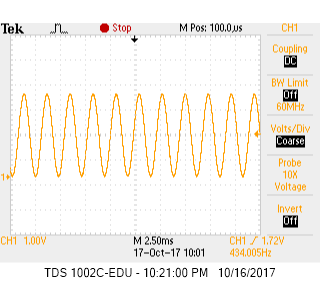 Tek Stop M Pos: 100.0µs CH1
Coupling
DC
BW Limit
Off
60MHz
Volts/Div
Coarse
Probe
10X
Voltage
Invert
Off
1
CH1 1.00V M 2.50ms CH1 / 1.72V
17-Oct-17 10:01 434.005Hz
TDS 1002C-EDU - 10:21:00 PM 10/16/2017